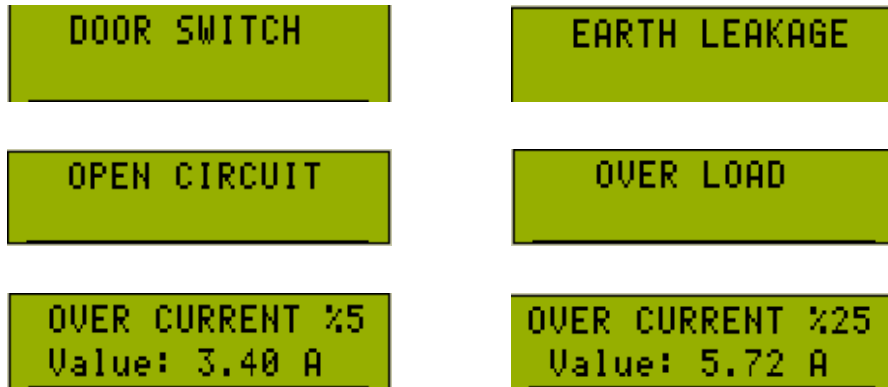 DOOR SWITCH
EARTH LEAKAGE
OPEN CIRCUIT
OVER LOAD
OVER CURRENT %5
Value: 3.40 A
OVER CURRENT %25
Value: 5.72 A